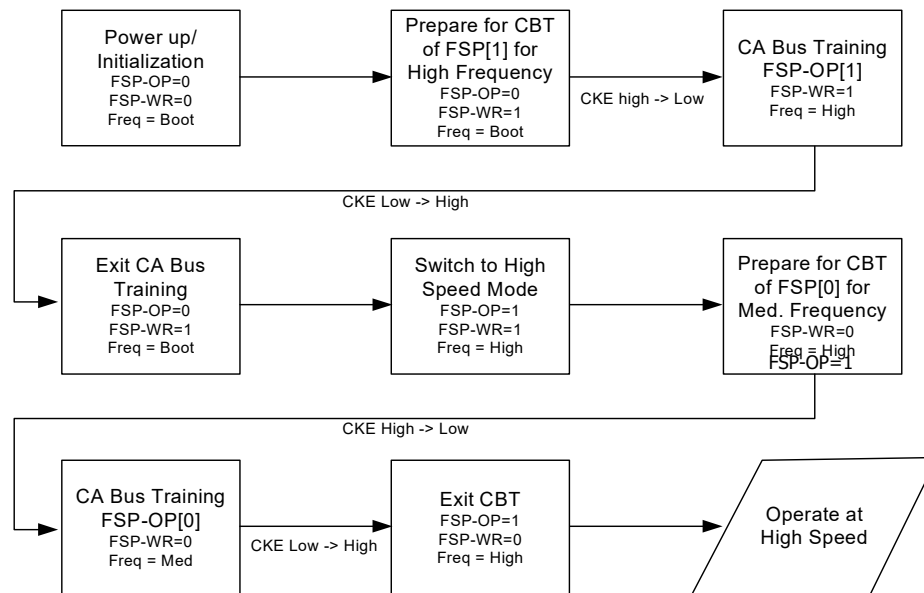 Power up/
Initialization
FSP-OP=0
FSP-WR=0
Freq = Boot
Prepare for CBT
of FSP[1] for
High Frequency
FSP-OP=0
FSP-WR=1
Freq = Boot
CKE high -> Low
CA Bus Training
FSP-OP[1]
FSP-WR=1
Freq = High
CKE Low -> High
Exit CA Bus
Training
FSP-OP=0
FSP-WR=1
Freq = Boot
Switch to High
Speed Mode
FSP-OP=1
FSP-WR=1
Freq = High
Prepare for CBT
of FSP[0] for
Med. Frequency
FSP-WR=0
Freq = High
FSP-OP=1
CKE High -> Low
CA Bus Training
FSP-OP[0]
FSP-WR=0
Freq = Med
CKE Low -> High
Exit CBT
FSP-OP=1
FSP-WR=0
Freq = High
Operate at
High Speed